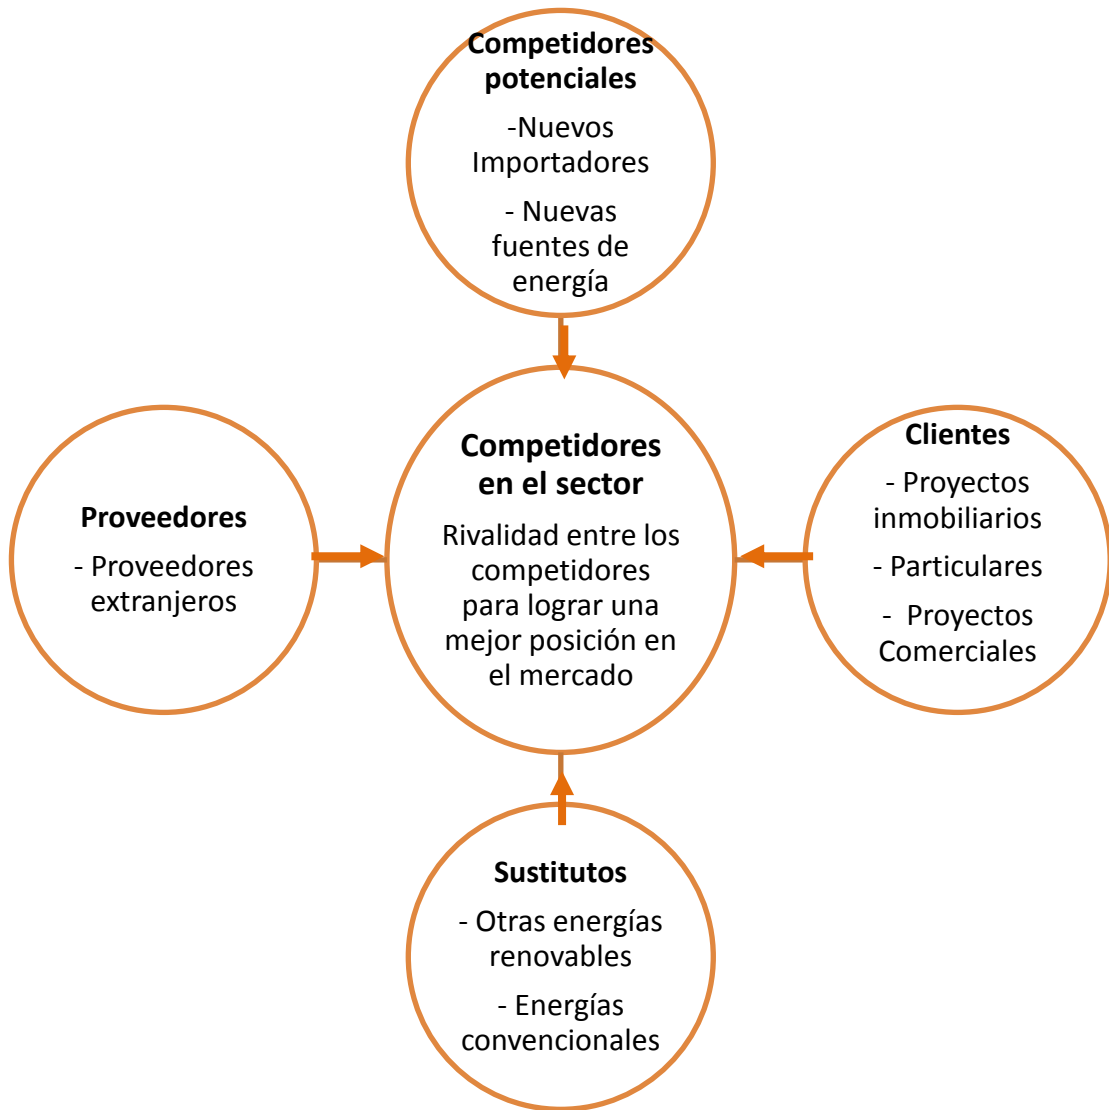 Competidores
potenciales
-Nuevos
Importadores
- Nuevas
fuentes de
energía
Proveedores
- Proveedores
extranjeros
Competidores
en el sector
Rivalidad entre los
competidores
para lograr una
mejor posición en
el mercado
Clientes
- Proyectos
inmobiliarios
- Particulares
- Proyectos
Comerciales
Sustitutos
- Otras energías
renovables
- Energías
convencionales